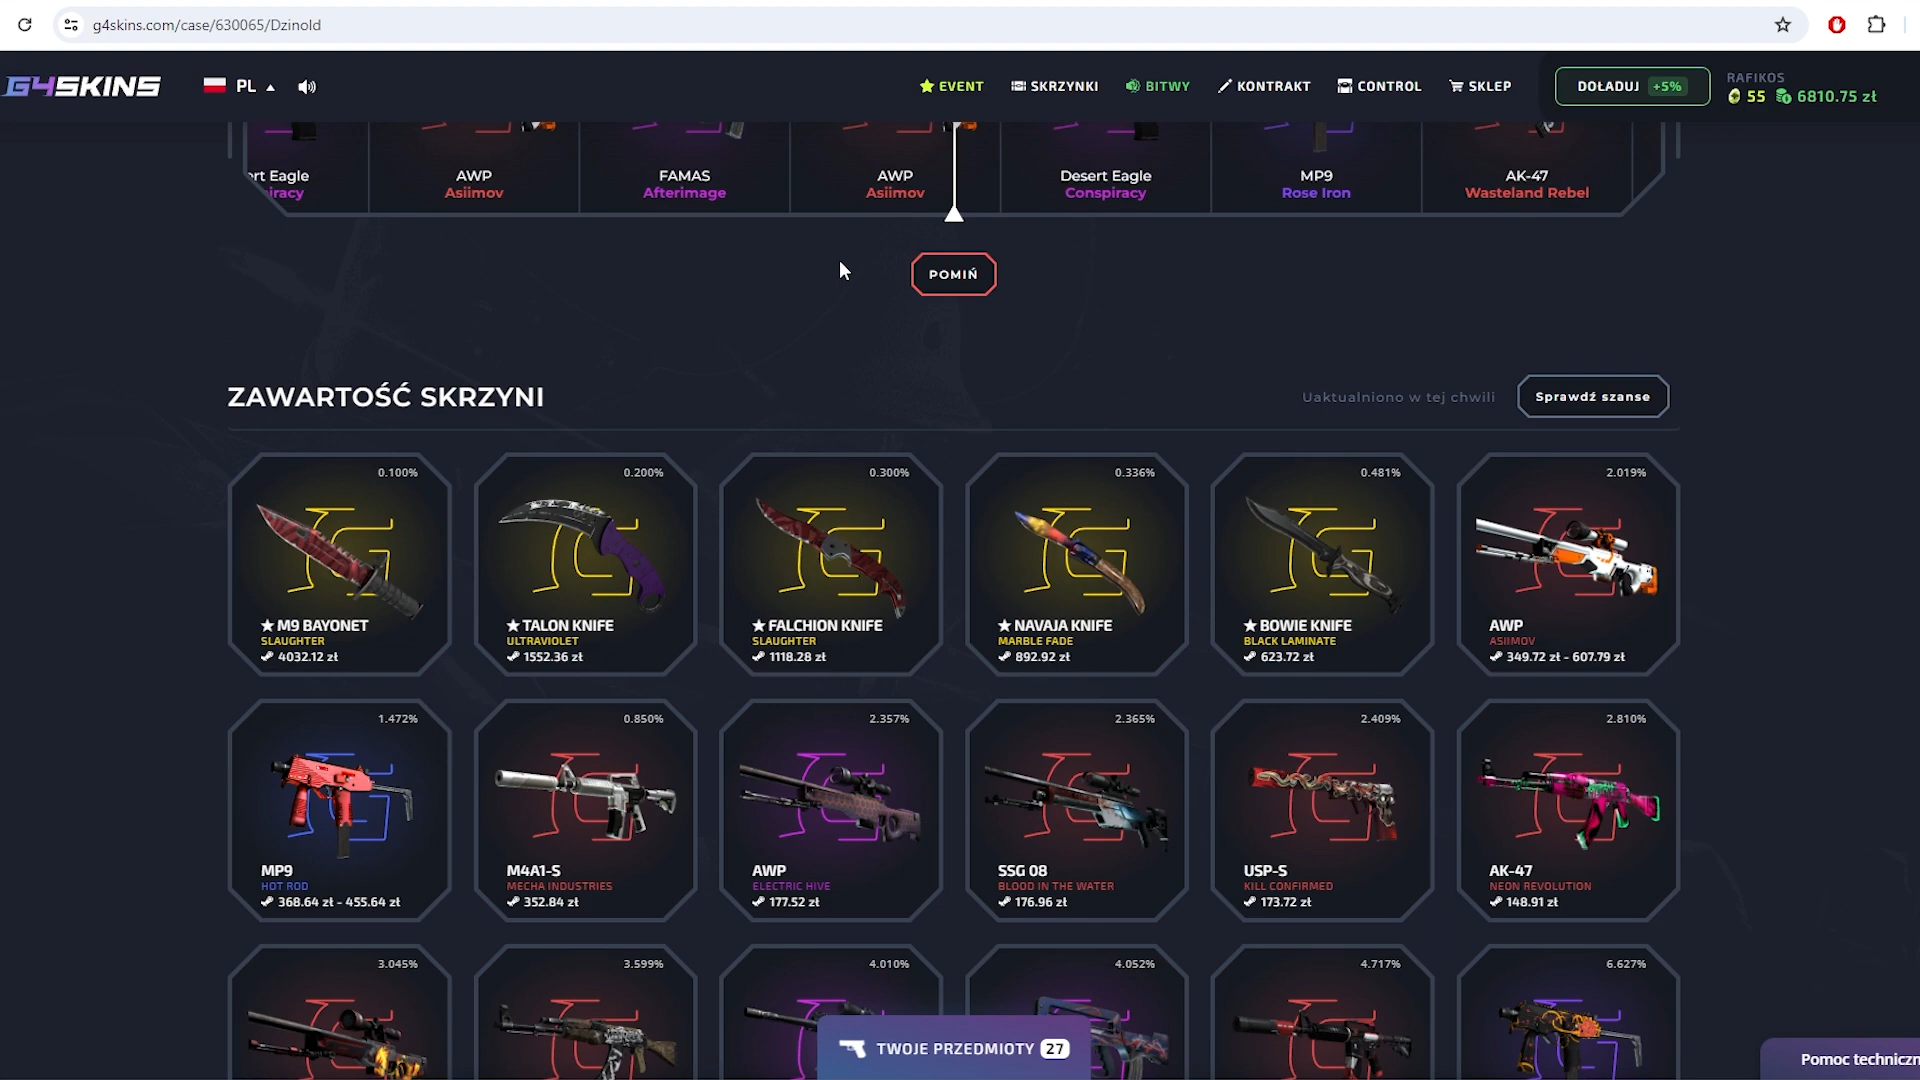 g4skins.com/case/630065/Dzinold
G4SKINS
PL
EVENT
SKRZYNKI
BITWY
KONTRAKT
CONTROL
SKLEP
DOŁADUJ +5%
RAFIKOS
55 6810.75 zł
rt Eagle
iracy
AWP
Asiimov
FAMAS
Afterimage
AWP
Asiimov
Desert Eagle
Conspiracy
MP9
Rose Iron
AK-47
Wasteland Rebel
POMIŃ
ZAWARTOŚĆ SKRZYNI
Uaktualniono w tej chwili
Sprawdź szanse
0.100%
★ M9 BAYONET
SLAUGHTER
4032.12 zł
0.200%
★ TALON KNIFE
ULTRAVIOLET
1552.36 zł
0.300%
★ FALCHION KNIFE
SLAUGHTER
1118.28 zł
0.336%
★ NAVAJA KNIFE
MARBLE FADE
892.92 zł
0.481%
★ BOWIE KNIFE
BLACK LAMINATE
623.72 zł
2.019%
AWP
ASIIMOV
349.72 zł - 607.79 zł
1.472%
MP9
HOT ROD
368.64 zł - 455.64 zł
0.850%
M4A1-S
MECHA INDUSTRIES
352.84 zł
2.357%
AWP
ELECTRIC HIVE
177.52 zł
2.365%
SSG 08
BLOOD IN THE WATER
176.96 zł
2.409%
USP-S
KILL CONFIRMED
173.72 zł
2.810%
AK-47
NEON REVOLUTION
148.91 zł
3.045%
3.599%
4.010%
4.052%
4.717%
6.627%
TWOJE PRZEDMIOTY 27
Pomoc techniczn